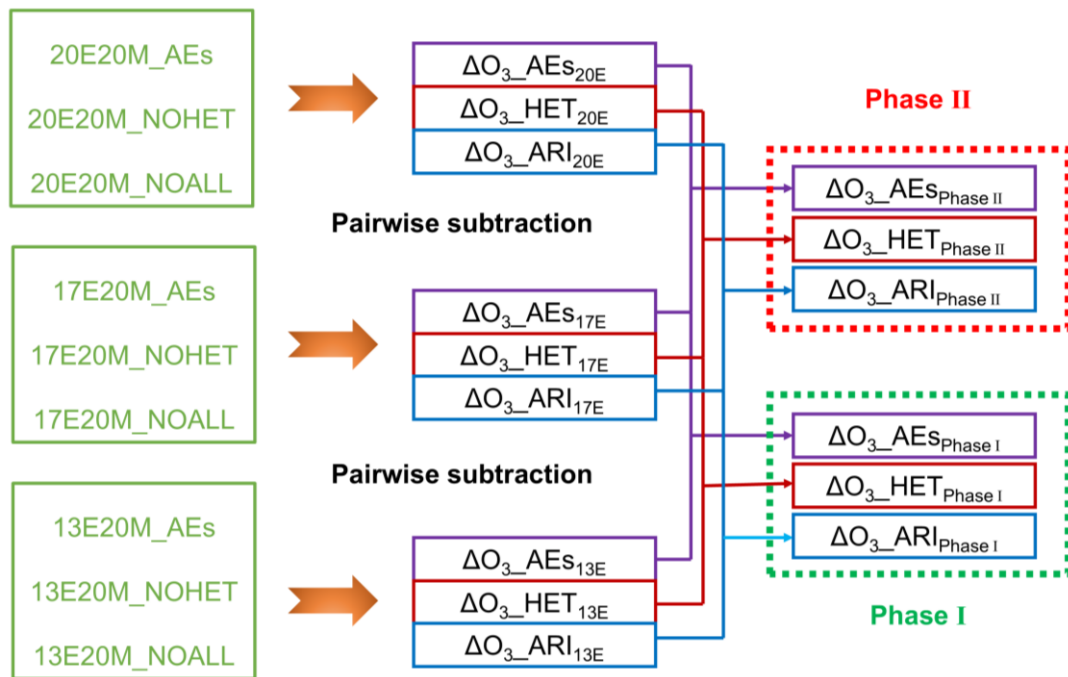 20E20M_AEs
20E20M_NOHET
20E20M_NOALL
ΔO₃_AEs₂₀E
ΔO₃_HET₂₀E
ΔO₃_ARI₂₀E
Pairwise subtraction
17E20M_AEs
17E20M_NOHET
17E20M_NOALL
ΔO₃_AEs₁₇E
ΔO₃_HET₁₇E
ΔO₃_ARI₁₇E
Pairwise subtraction
13E20M_AEs
13E20M_NOHET
13E20M_NOALL
ΔO₃_AEs₁₃E
ΔO₃_HET₁₃E
ΔO₃_ARI₁₃E
Phase II
ΔO₃_AEsPhase II
ΔO₃_HETPhase II
ΔO₃_ARIPhase II
ΔO₃_AEsPhase I
ΔO₃_HETPhase I
ΔO₃_ARIPhase I
Phase I